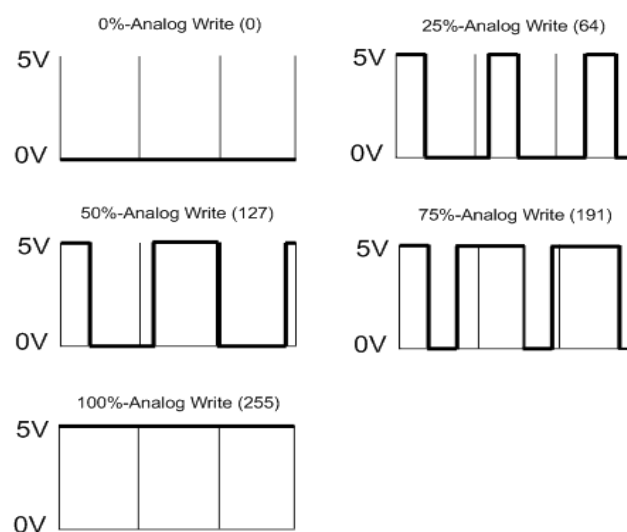 0%-Analog Write (0)
5V
0V
25%-Analog Write (64)
5V
0V
50%-Analog Write (127)
5V
0V
75%-Analog Write (191)
5V
0V
100%-Analog Write (255)
5V
0V